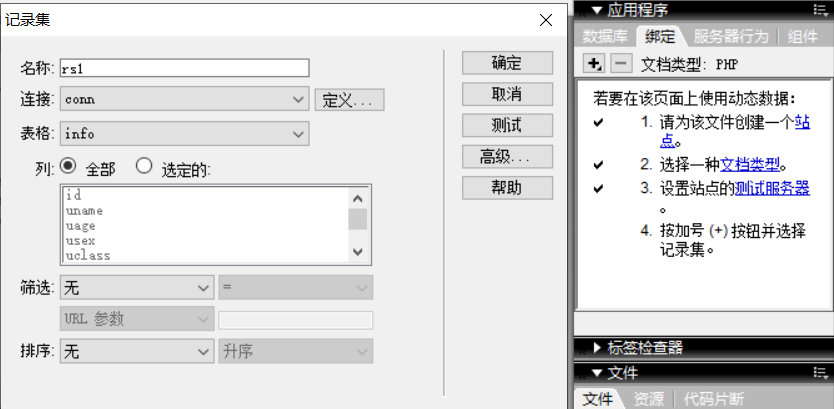 记录集
名称: rs1
连接: conn 定义...
表格: info
列: 全部 选定的:
id
uname
uage
usex
uclass
筛选: 无 =
URL 参数
排序: 无 升序
确定
取消
测试
高级...
帮助
应用程序
数据库 绑定 服务器行为 组件
文档类型: PHP
若要在该页面上使用动态数据:
1. 请为该文件创建一个站
点。
2. 选择一种文档类型。
3. 设置站点的测试服务器
。
4. 按加号 (+) 按钮并选择
记录集。
标签检查器
文件
文件 资源 代码片断